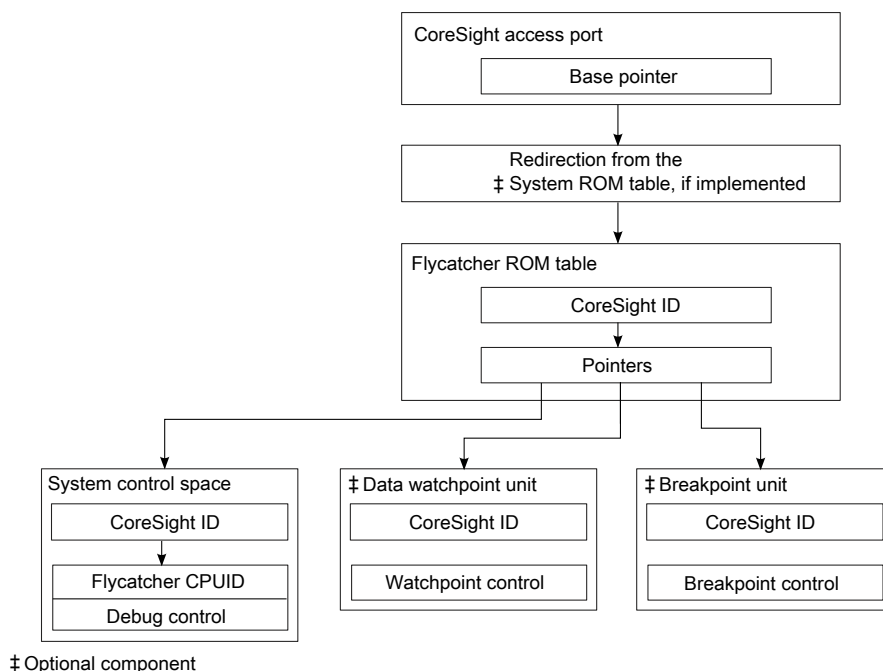 CoreSight access port
Base pointer
Redirection from the
‡ System ROM table, if implemented
Flycatcher ROM table
CoreSight ID
Pointers
System control space
CoreSight ID
Flycatcher CPUID
Debug control
‡ Data watchpoint unit
CoreSight ID
Watchpoint control
‡ Breakpoint unit
CoreSight ID
Breakpoint control
‡ Optional component